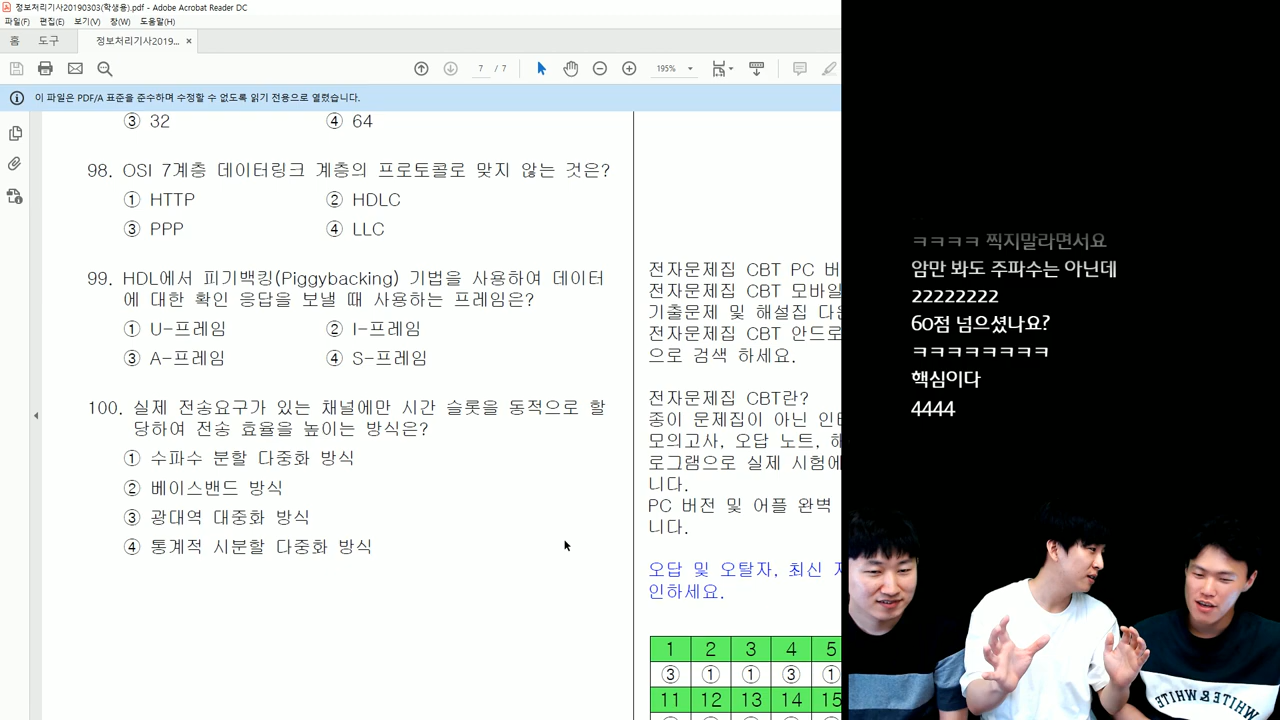 정보처리기사20190303(학생용).pdf - Adobe Acrobat Reader DC
파일(F) 편집(E) 보기(V) 창(W) 도움말(H)
홈 도구 정보처리기사2019... ×
7 / 7 195%
이 파일은 PDF/A 표준을 준수하며 수정할 수 없도록 읽기 전용으로 열렸습니다.
③ 32 ④ 64
98. OSI 7계층 데이터링크 계층의 프로토콜로 맞지 않는 것은?
① HTTP ② HDLC
③ PPP ④ LLC
99. HDL에서 피기백킹(Piggybacking) 기법을 사용하여 데이터
에 대한 확인 응답을 보낼 때 사용하는 프레임은?
① U-프레임 ② I-프레임
③ A-프레임 ④ S-프레임
100. 실제 전송요구가 있는 채널에만 시간 슬롯을 동적으로 할
당하여 전송 효율을 높이는 방식은?
① 수파수 분할 다중화 방식
② 베이스밴드 방식
③ 광대역 대중화 방식
④ 통계적 시분할 다중화 방식
전자문제집 CBT PC 버
전자문제집 CBT 모바일
기출문제 및 해설집 다운
전자문제집 CBT 안드로
으로 검색 하세요.
전자문제집 CBT란?
종이 문제집이 아닌 인터
모의고사, 오답 노트, 해
로그램으로 실제 시험에
니다.
PC 버전 및 어플 완벽
니다.
오답 및 오탈자, 최신 자
인하세요.
1 2 3 4 5
③ ① ① ③ ①
11 12 13 14 15
ㅋㅋㅋㅋ 찍지말라면서요
암만 봐도 주파수는 아닌데
22222222
60점 넘으셨나요?
ㅋㅋㅋㅋㅋㅋㅋㅋ
핵심이다
4444
WHITE&WHITE